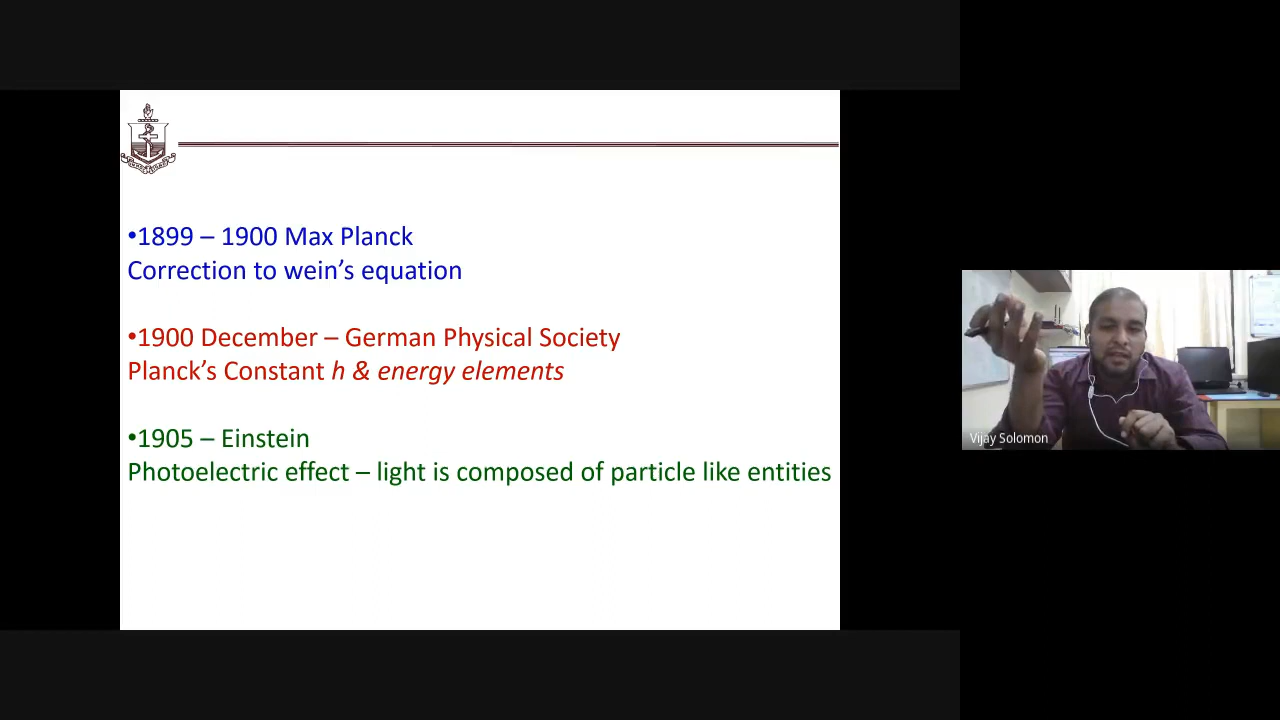 •1899 – 1900 Max Planck
Correction to wein’s equation
•1900 December – German Physical Society
Planck’s Constant h & energy elements
•1905 – Einstein
Photoelectric effect – light is composed of particle like entities
Vijay Solomon